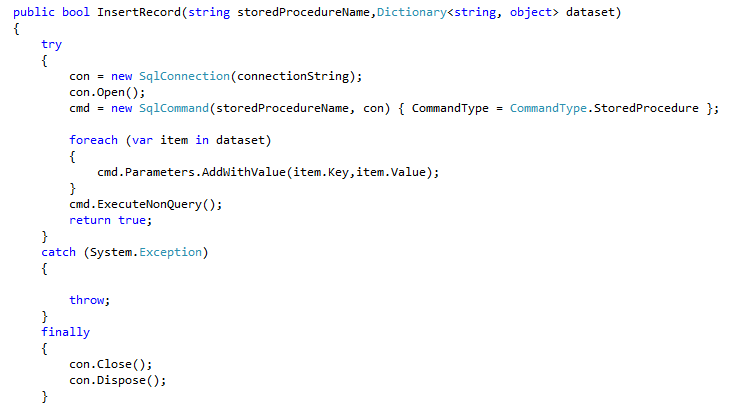 public bool InsertRecord(string storedProcedureName,Dictionary<string, object> dataset)
{
    try
    {
        con = new SqlConnection(connectionString);
        con.Open();
        cmd = new SqlCommand(storedProcedureName, con) { CommandType = CommandType.StoredProcedure };

        foreach (var item in dataset)
        {
            cmd.Parameters.AddWithValue(item.Key,item.Value);
        }
        cmd.ExecuteNonQuery();
        return true;
    }
    catch (System.Exception)
    {

        throw;
    }
    finally
    {
        con.Close();
        con.Dispose();
    }